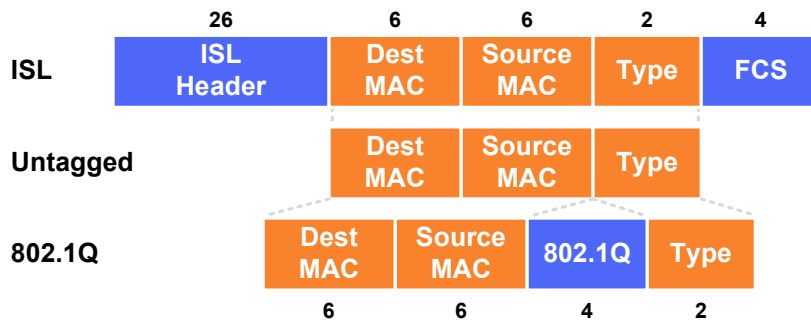 26 6 6 2 4
ISL ISL Header Dest MAC Source MAC Type FCS
Untagged Dest MAC Source MAC Type
802.1Q Dest MAC Source MAC 802.1Q Type
6 6 4 2